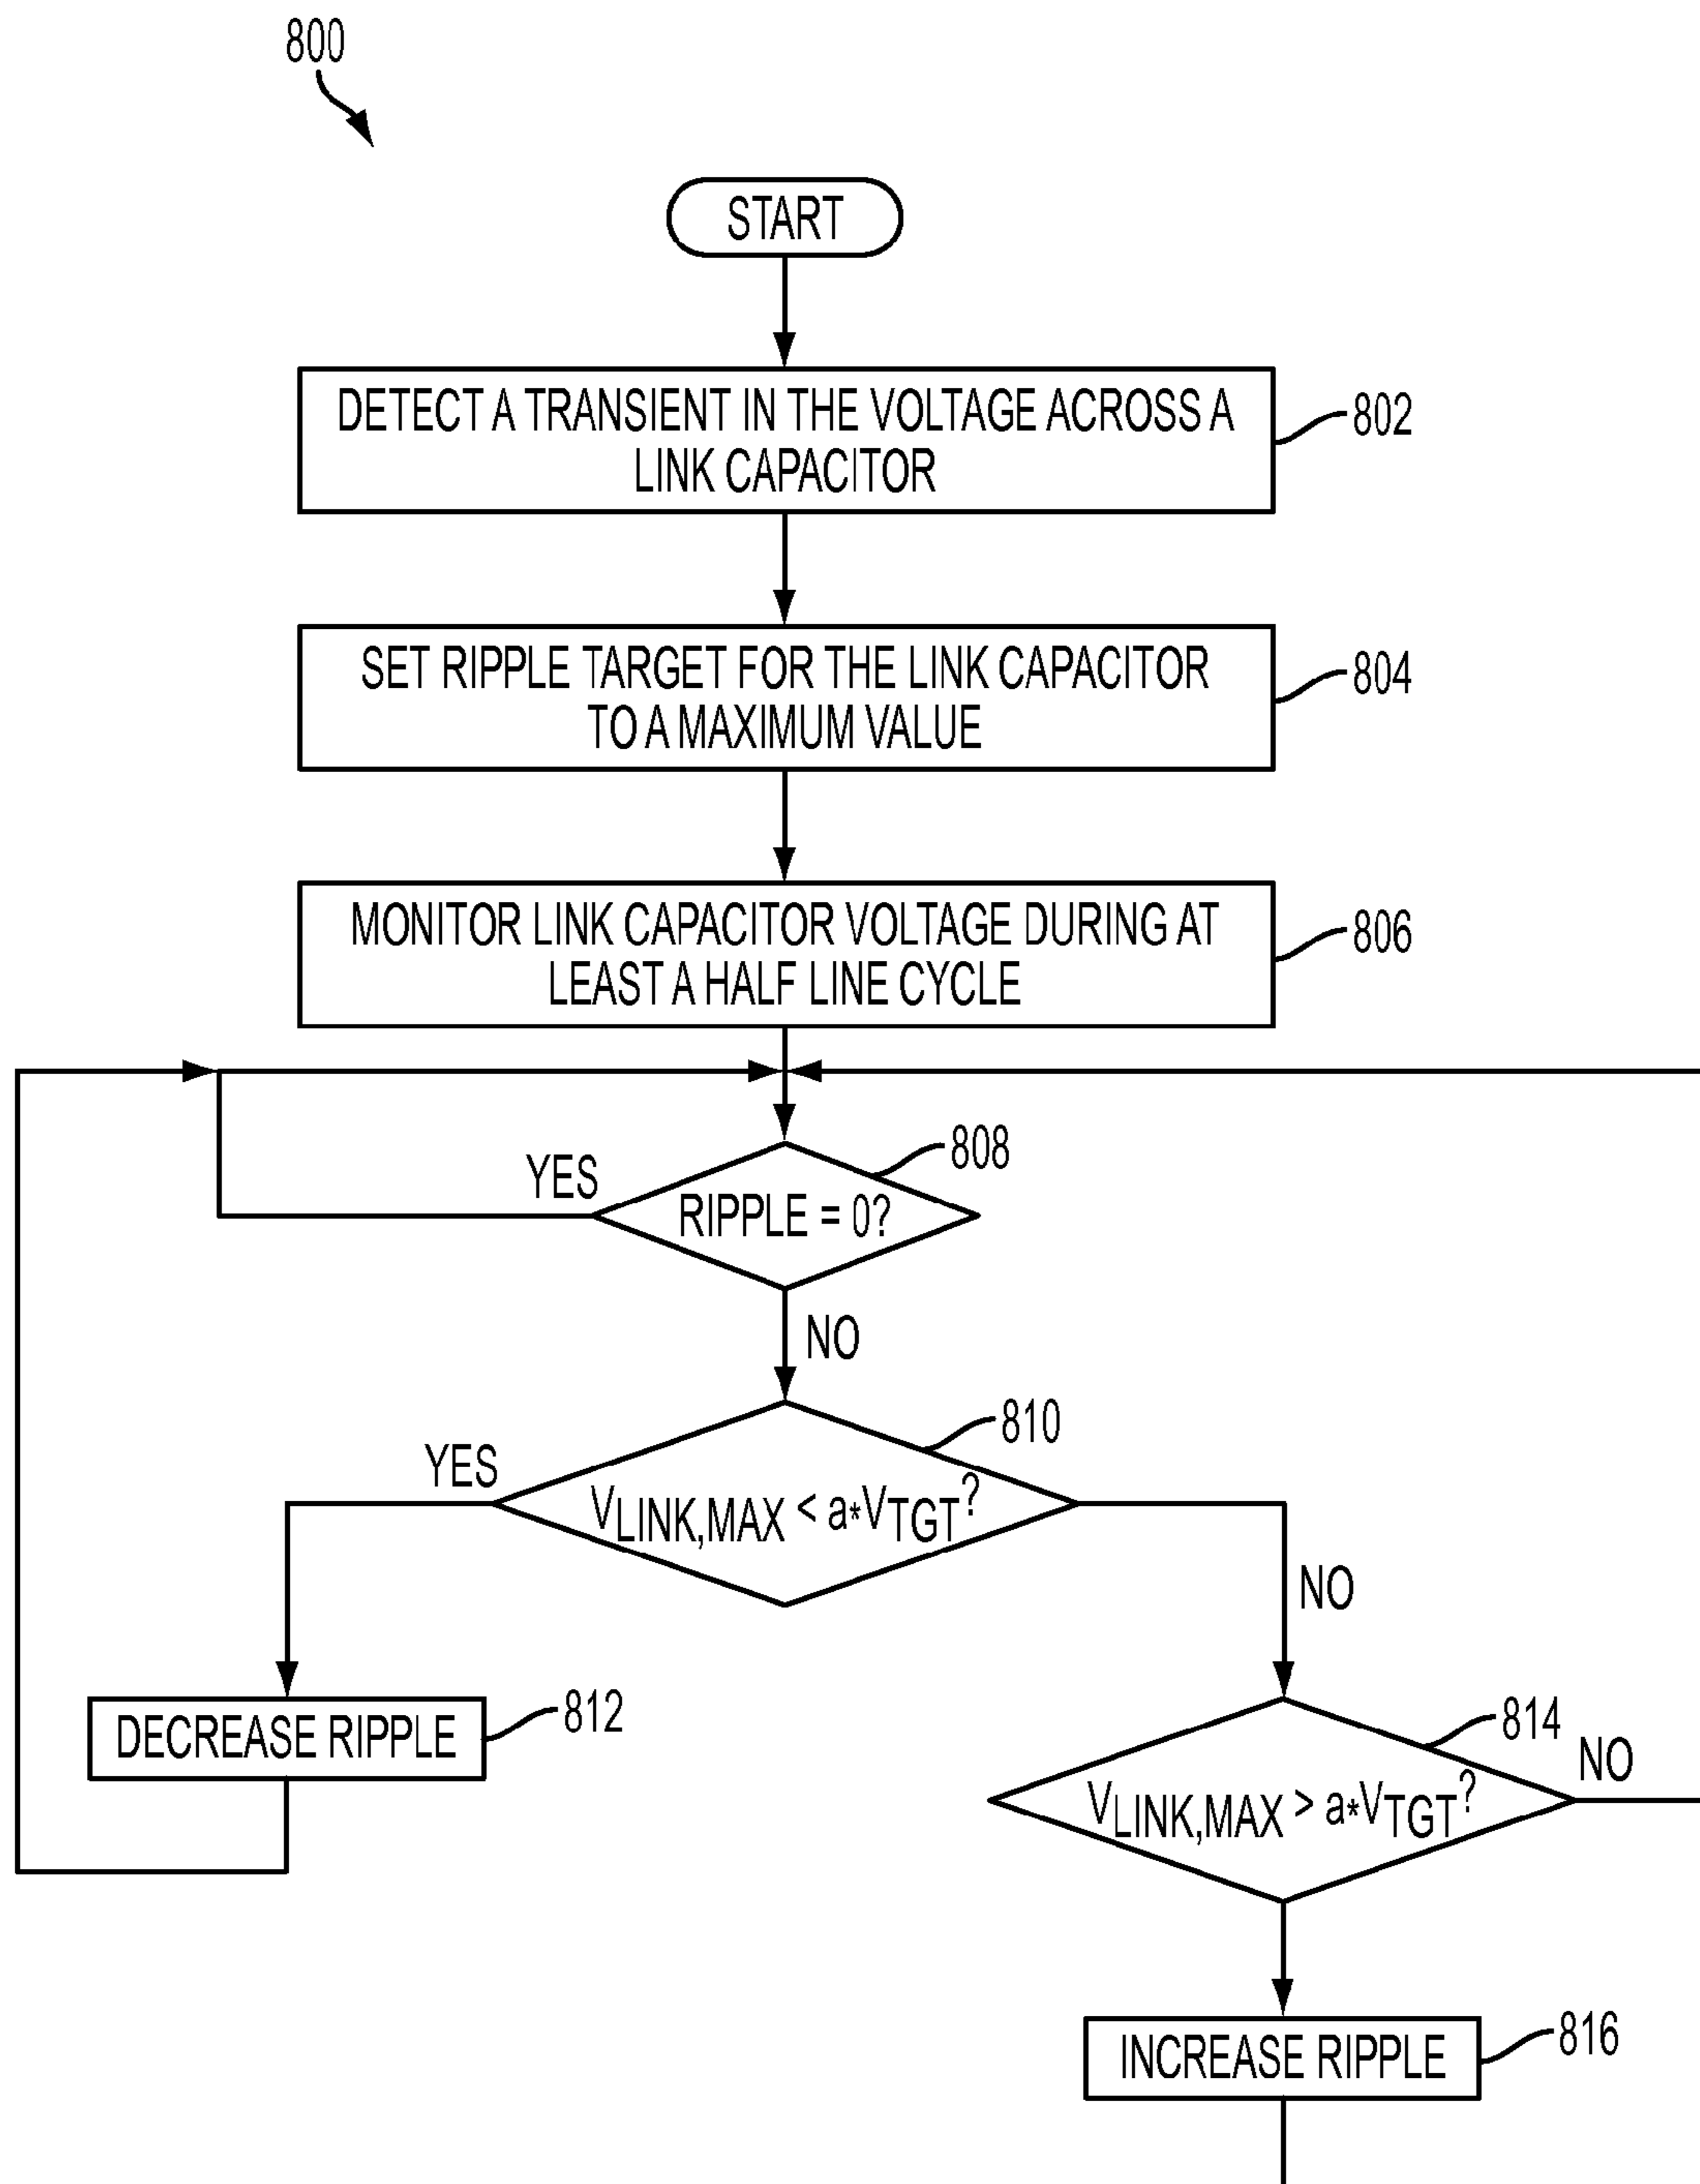 800
START
DETECT A TRANSIENT IN THE VOLTAGE ACROSS A
LINK CAPACITOR
802
SET RIPPLE TARGET FOR THE LINK CAPACITOR
TO A MAXIMUM VALUE
804
MONITOR LINK CAPACITOR VOLTAGE DURING AT
LEAST A HALF LINE CYCLE
806
808
YES
RIPPLE = 0?
NO
810
YES
VLINK,MAX < a*VTGT?
NO
DECREASE RIPPLE
812
814
NO
VLINK,MAX > a*VTGT?
INCREASE RIPPLE
816